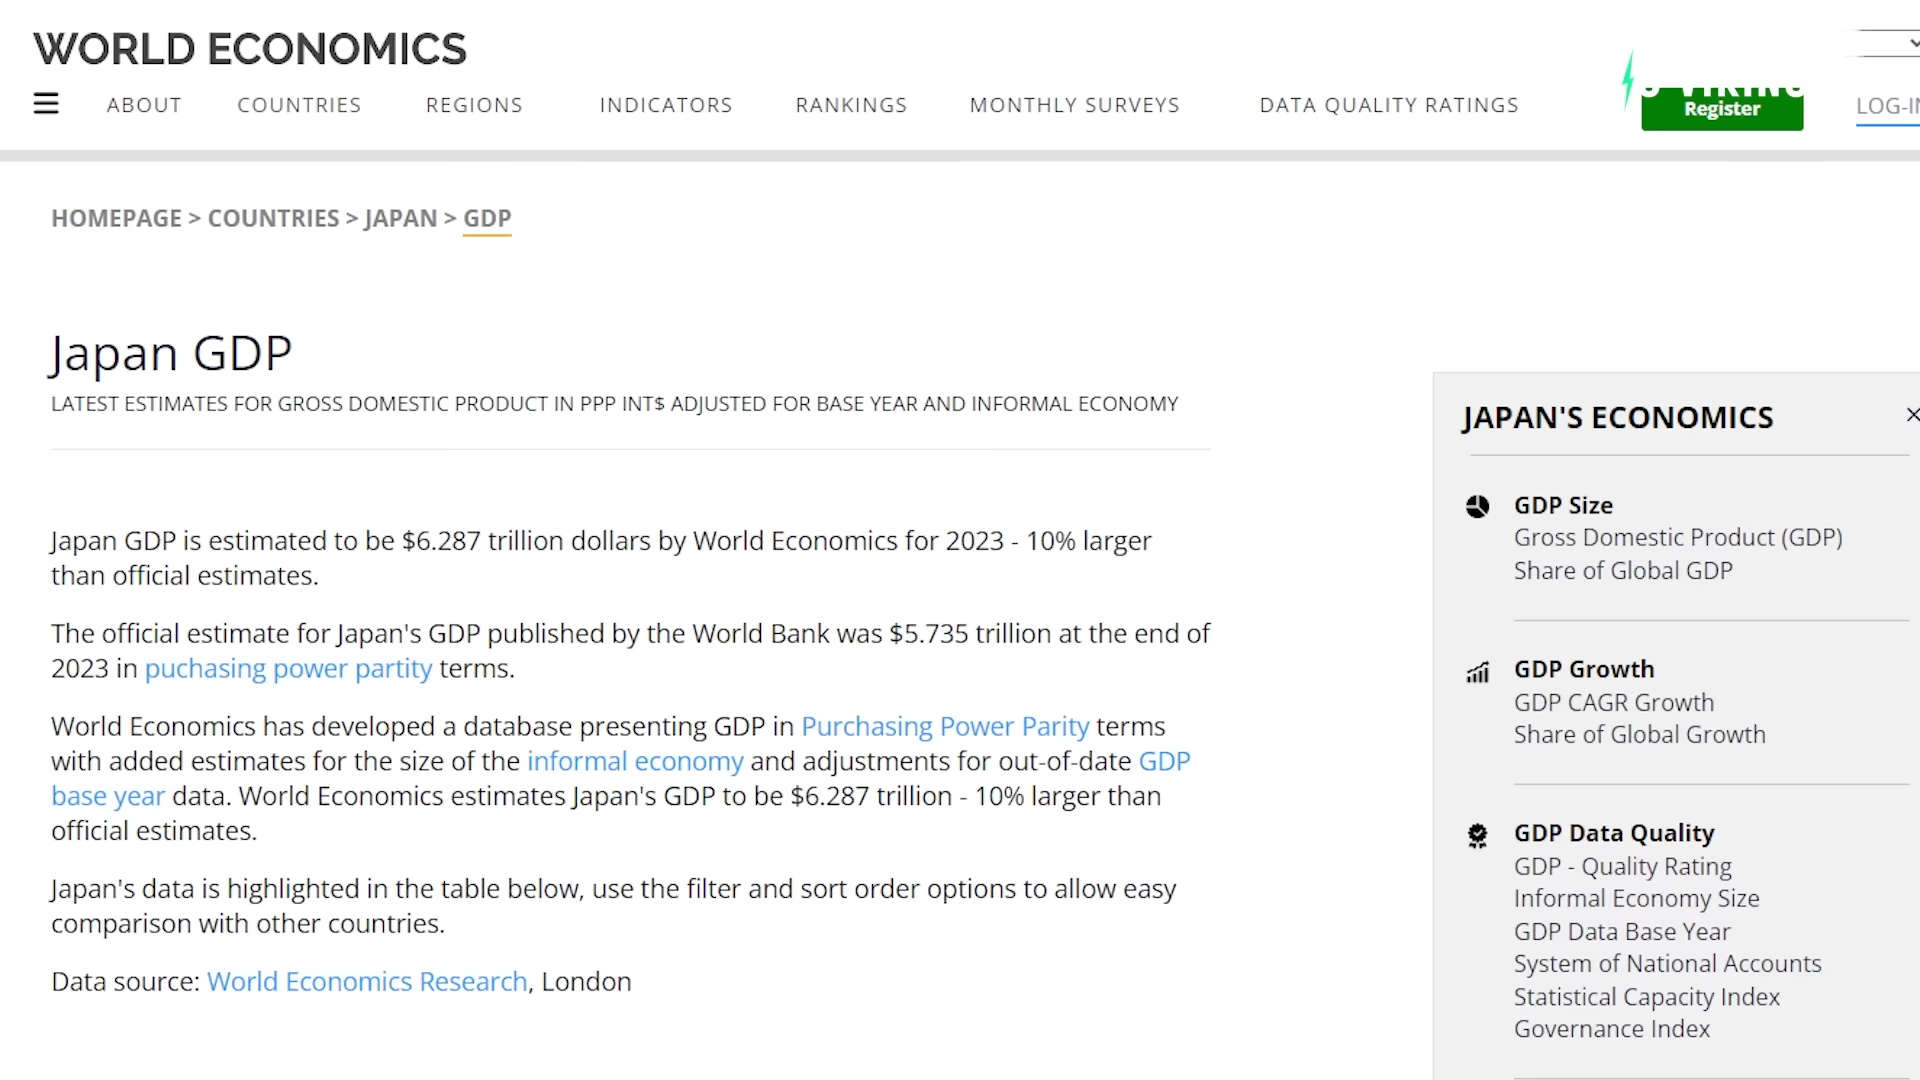 WORLD ECONOMICS
ABOUT COUNTRIES REGIONS INDICATORS RANKINGS MONTHLY SURVEYS DATA QUALITY RATINGS
Register
HOMEPAGE > COUNTRIES > JAPAN > GDP
Japan GDP
LATEST ESTIMATES FOR GROSS DOMESTIC PRODUCT IN PPP INT$ ADJUSTED FOR BASE YEAR AND INFORMAL ECONOMY
Japan GDP is estimated to be $6.287 trillion dollars by World Economics for 2023 - 10% larger
than official estimates.
The official estimate for Japan's GDP published by the World Bank was $5.735 trillion at the end of
2023 in puchasing power partity terms.
World Economics has developed a database presenting GDP in Purchasing Power Parity terms
with added estimates for the size of the informal economy and adjustments for out-of-date GDP
base year data. World Economics estimates Japan's GDP to be $6.287 trillion - 10% larger than
official estimates.
Japan's data is highlighted in the table below, use the filter and sort order options to allow easy
comparison with other countries.
Data source: World Economics Research, London
JAPAN'S ECONOMICS
GDP Size
Gross Domestic Product (GDP)
Share of Global GDP
GDP Growth
GDP CAGR Growth
Share of Global Growth
GDP Data Quality
GDP - Quality Rating
Informal Economy Size
GDP Data Base Year
System of National Accounts
Statistical Capacity Index
Governance Index